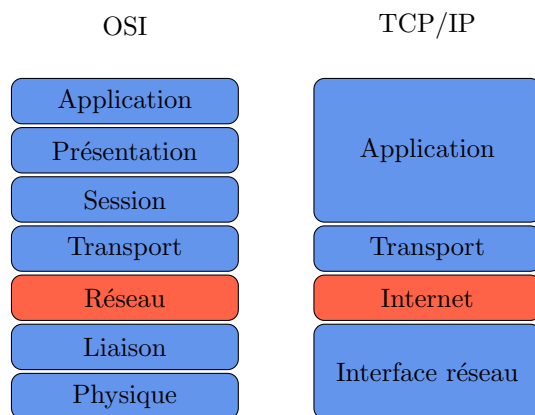 OSI
TCP/IP
Application
Présentation
Session
Transport
Réseau
Liaison
Physique
Application
Transport
Internet
Interface réseau